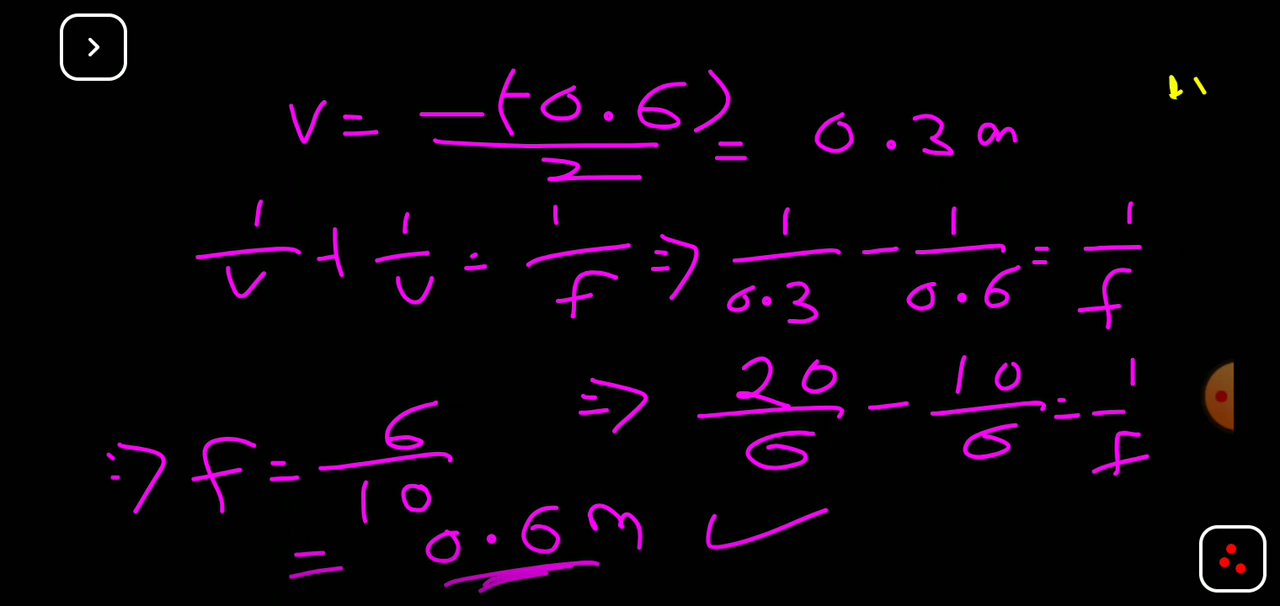 V = -(-0.6)/2 = 0.3 m
1/v + 1/u = 1/f ⇒ 1/0.3 - 1/0.6 = 1/f
⇒ 20/6 - 10/6 = 1/f
⇒ f = 6/10
= 0.6 m ✓